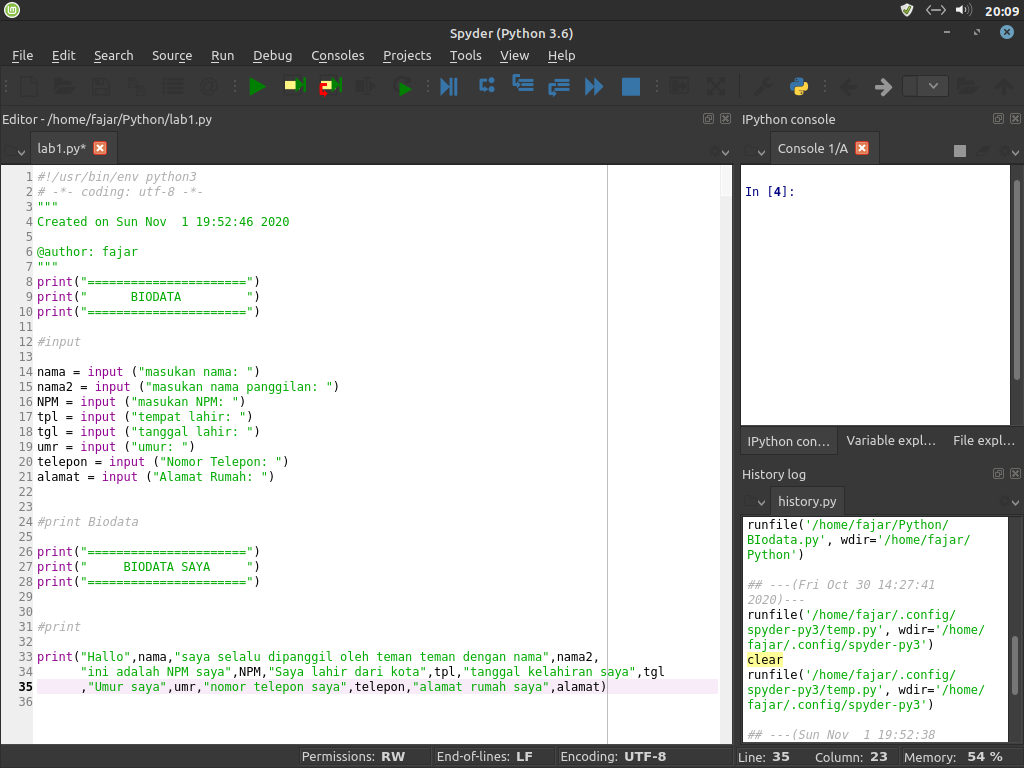 20:09
Spyder (Python 3.6)
File Edit Search Source Run Debug Consoles Projects Tools View Help
Editor - /home/fajar/Python/lab1.py
lab1.py*
1 #!/usr/bin/env python3
2 # -*- coding: utf-8 -*-
3 """
4 Created on Sun Nov  1 19:52:46 2020
5
6 @author: fajar
7 """
8 print("======================")
9 print("      BIODATA         ")
10 print("======================")
11
12 #input
13
14 nama = input ("masukan nama: ")
15 nama2 = input ("masukan nama panggilan: ")
16 NPM = input ("masukan NPM: ")
17 tpl = input ("tempat lahir: ")
18 tgl = input ("tanggal lahir: ")
19 umr = input ("umur: ")
20 telepon = input ("Nomor Telepon: ")
21 alamat = input ("Alamat Rumah: ")
22
23
24 #print Biodata
25
26 print("======================")
27 print("     BIODATA SAYA     ")
28 print("======================")
29
30
31 #print
32
33 print("Hallo",nama,"saya selalu dipanggil oleh teman teman dengan nama",nama2,
34       "ini adalah NPM saya",NPM,"Saya lahir dari kota",tpl,"tanggal kelahiran saya",tgl
35       ,"Umur saya",umr,"nomor telepon saya",telepon,"alamat rumah saya",alamat)
36
IPython console
Console 1/A
In [4]:
IPython con... Variable expl... File expl...
History log
history.py
runfile('/home/fajar/Python/
BIodata.py', wdir='/home/fajar/
Python')
## ---(Fri Oct 30 14:27:41
2020)---
runfile('/home/fajar/.config/
spyder-py3/temp.py', wdir='/home/
fajar/.config/spyder-py3')
clear
runfile('/home/fajar/.config/
spyder-py3/temp.py', wdir='/home/
fajar/.config/spyder-py3')
## ---(Sun Nov  1 19:52:38
Permissions: RW End-of-lines: LF Encoding: UTF-8 Line: 35 Column: 23 Memory: 54 %